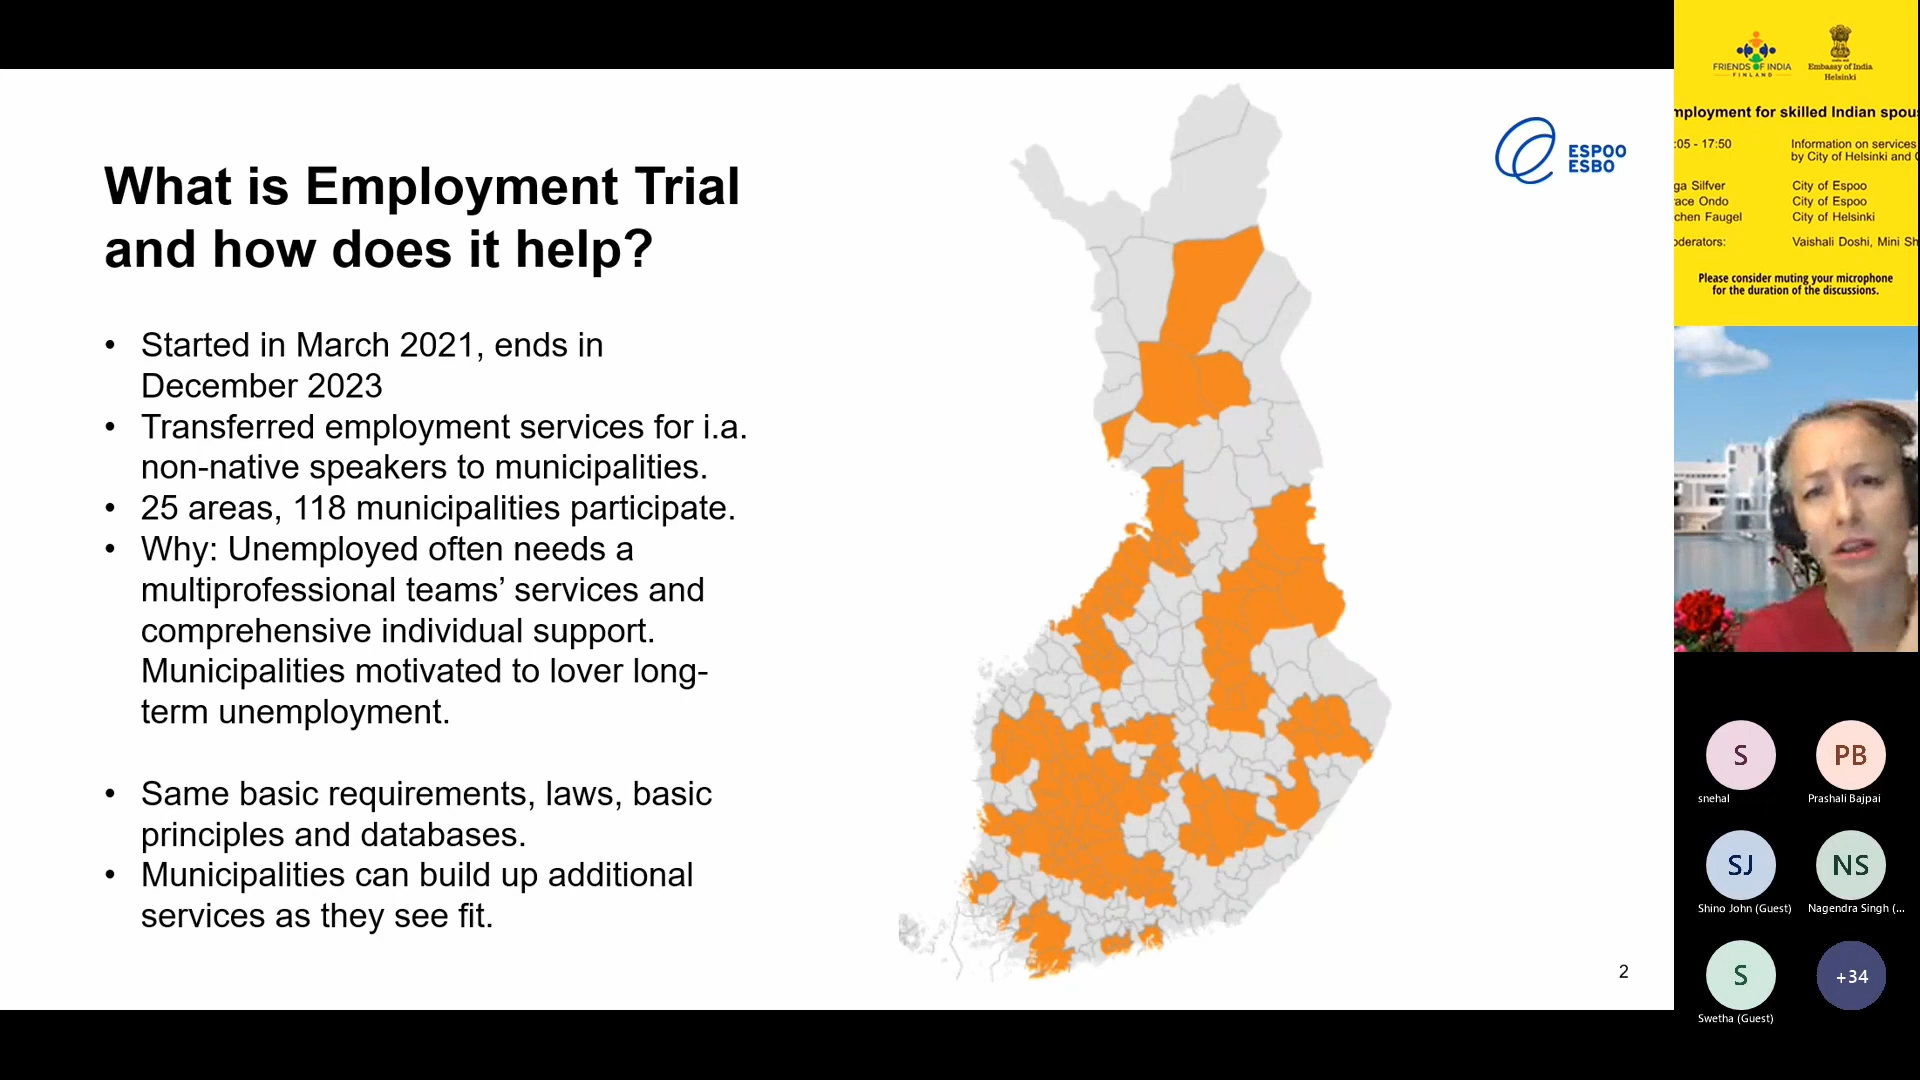 What is Employment Trial
and how does it help?
• Started in March 2021, ends in
December 2023
• Transferred employment services for i.a.
non-native speakers to municipalities.
• 25 areas, 118 municipalities participate.
• Why: Unemployed often needs a
multiprofessional teams’ services and
comprehensive individual support.
Municipalities motivated to lover long-
term unemployment.
• Same basic requirements, laws, basic
principles and databases.
• Municipalities can build up additional
services as they see fit.
ESPOO
ESBO
2
FRIENDS OF INDIA
FINLAND
Embassy of India
Helsinki
mployment for skilled Indian spou
:05 - 17:50 Information on services
by City of Helsinki and
ga Silfver City of Espoo
ace Ondo City of Espoo
chen Faugel City of Helsinki
oderators: Vaishali Doshi, Mini Sh
Please consider muting your microphone
for the duration of the discussions.
S PB
snehal Prashali Bajpai
SJ NS
Shino John (Guest) Nagendra Singh (...
S +34
Swetha (Guest)